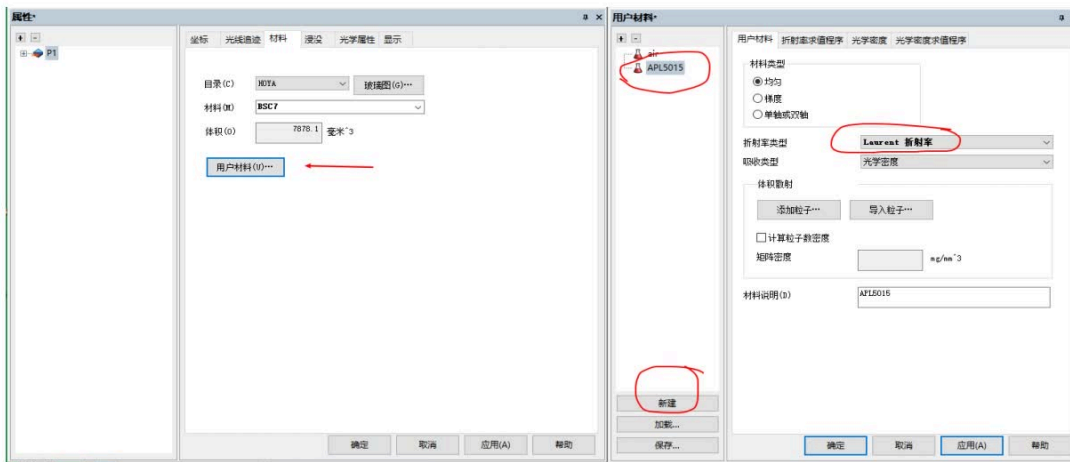 属性*
P1
坐标 光线追迹 材料 浸没 光学属性 显示
目录(C) HOYA 玻璃图(G)...
材料(M) BSC7
体积(O) 7878.1 毫米^3
用户材料(U)...
确定 取消 应用(A) 帮助
用户材料*
air
APL5015
新建
加载...
保存...
用户材料 折射率求值程序 光学密度 光学密度求值程序
材料类型
均匀
梯度
单轴或双轴
折射率类型 Laurent 折射率
吸收类型 光学密度
体积散射
添加粒子... 导入粒子...
计算粒子数密度
矩阵密度 mg/mm^3
材料说明(D) APL5015
确定 取消 应用(A) 帮助